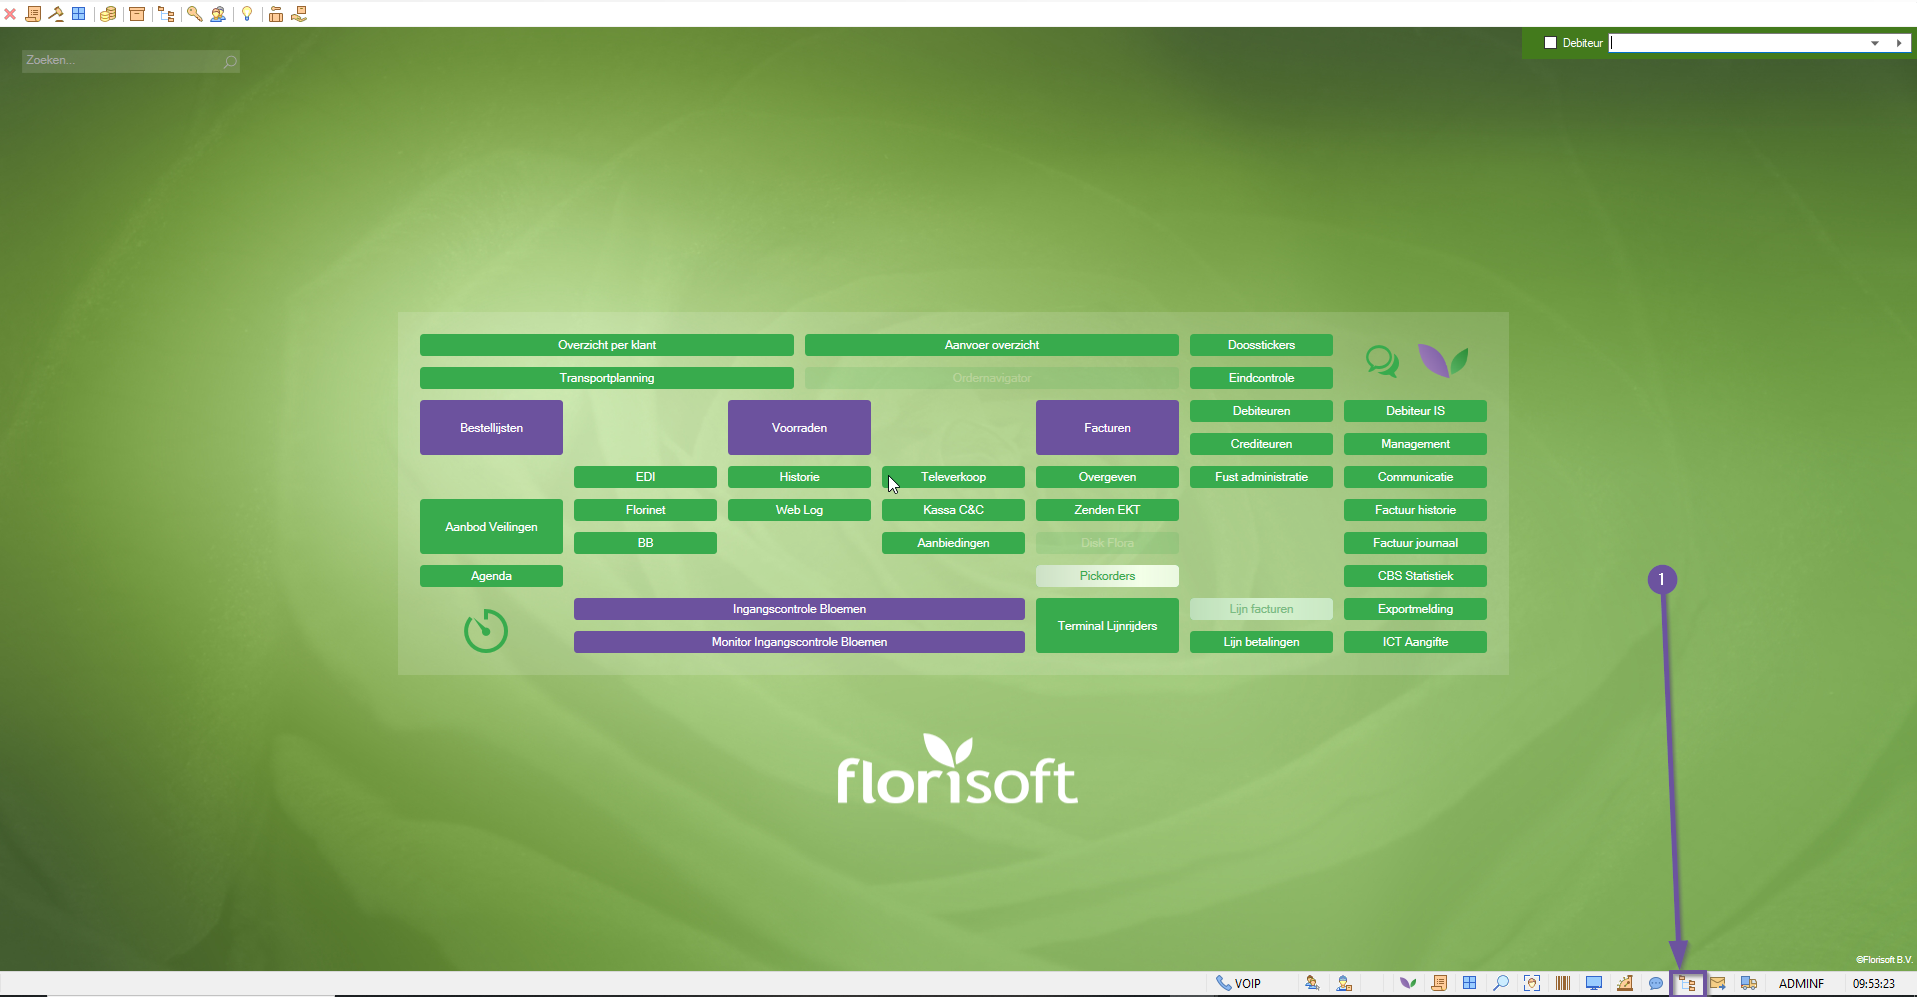 Zoeken...
Debiteur
Overzicht per klant
Aanvoer overzicht
Doosstickers
Transportplanning
Ordernavigator
Eindcontrole
Bestellijsten
Voorraden
Facturen
Debiteuren
Debiteur IS
Crediteuren
Management
EDI
Historie
Televerkoop
Overgeven
Fust administratie
Communicatie
Aanbod Veilingen
Florinet
Web Log
Kassa C&C
Zenden EKT
Factuur historie
BB
Aanbiedingen
Disk Flora
Factuur journaal
Agenda
Pickorders
CBS Statistiek
1
Ingangscontrole Bloemen
Terminal Lijnrijders
Lijn facturen
Exportmelding
Monitor Ingangscontrole Bloemen
Lijn betalingen
ICT Aangifte
florisoft
©Florisoft B.V.
VOIP
ADMINF
09:53:23